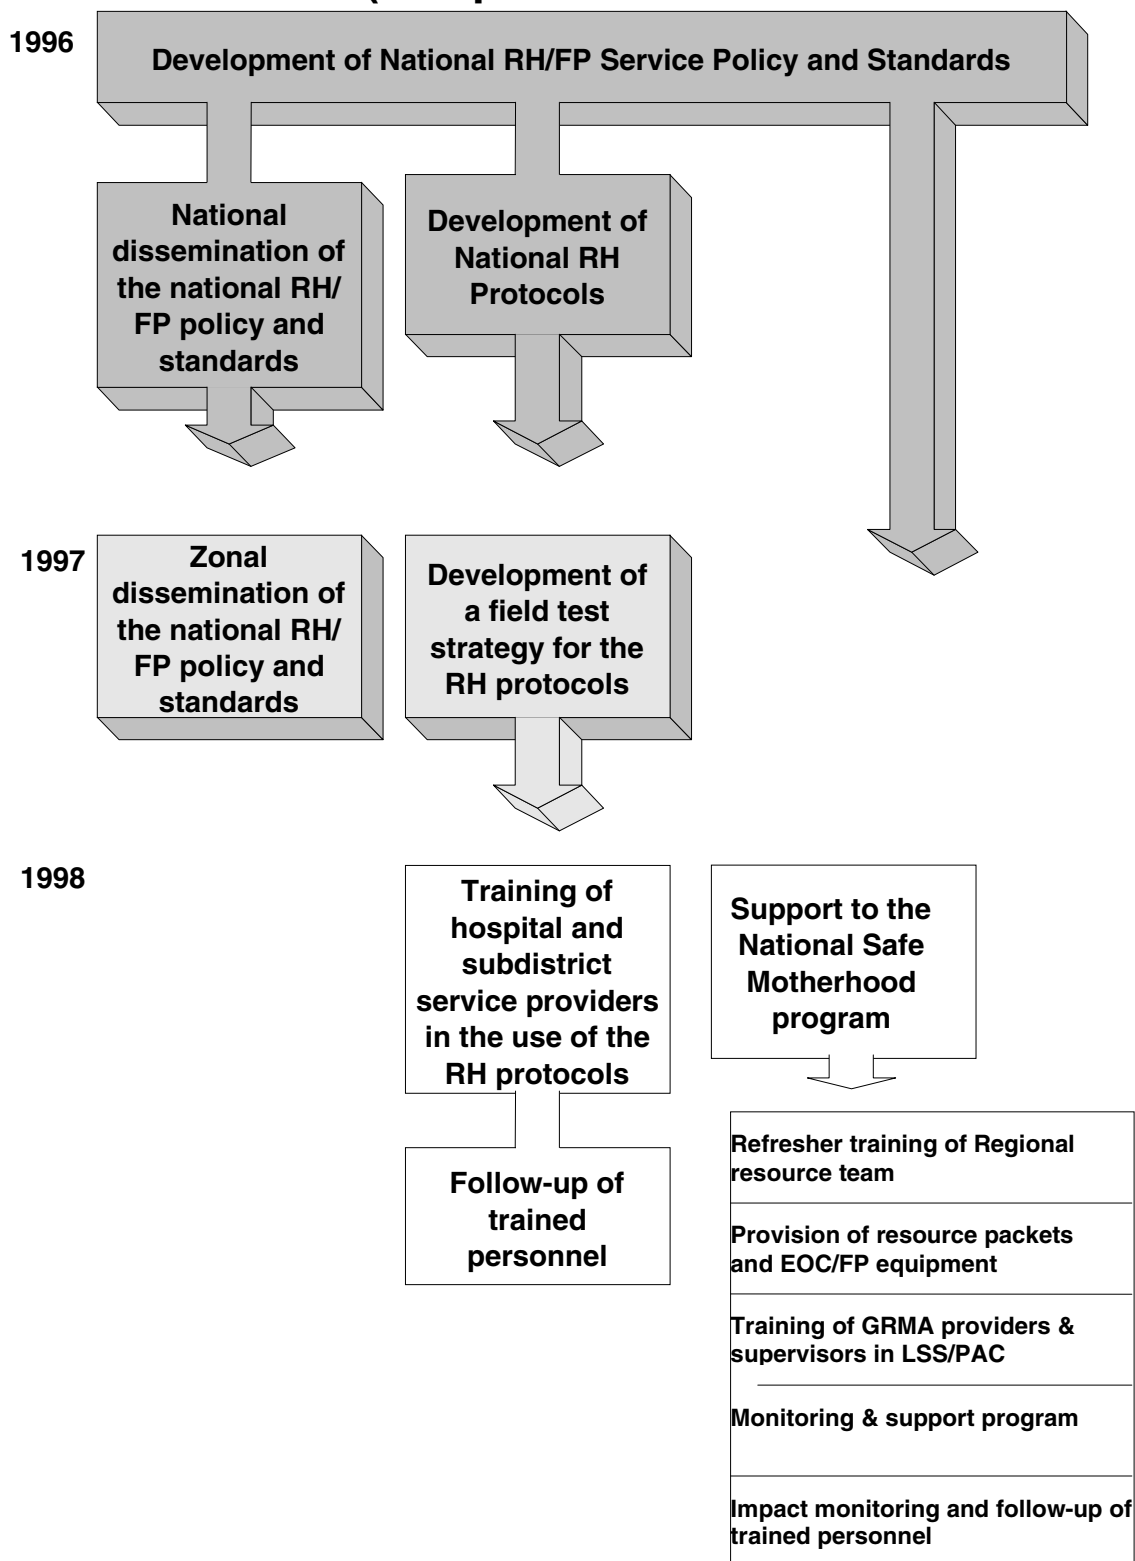 1996
Development of National RH/FP Service Policy and Standards
National
dissemination of
the national RH/
FP policy and
standards
Development of
National RH
Protocols
1997
Zonal
dissemination of
the national RH/
FP policy and
standards
Development of
a field test
strategy for the
RH protocols
1998
Training of
hospital and
subdistrict
service providers
in the use of the
RH protocols
Support to the
National Safe
Motherhood
program
Follow-up of
trained
personnel
Refresher training of Regional
resource team
Provision of resource packets
and EOC/FP equipment
Training of GRMA providers &
supervisors in LSS/PAC
Monitoring & support program
Impact monitoring and follow-up of
trained personnel